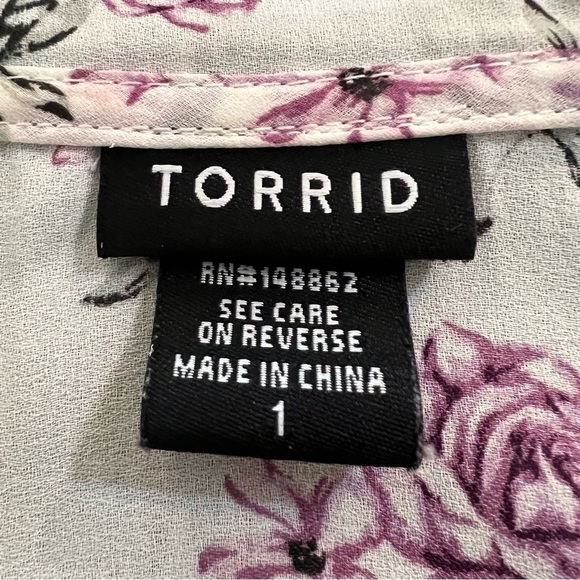 TORRID
RN#148862
SEE CARE
ON REVERSE
MADE IN CHINA
1